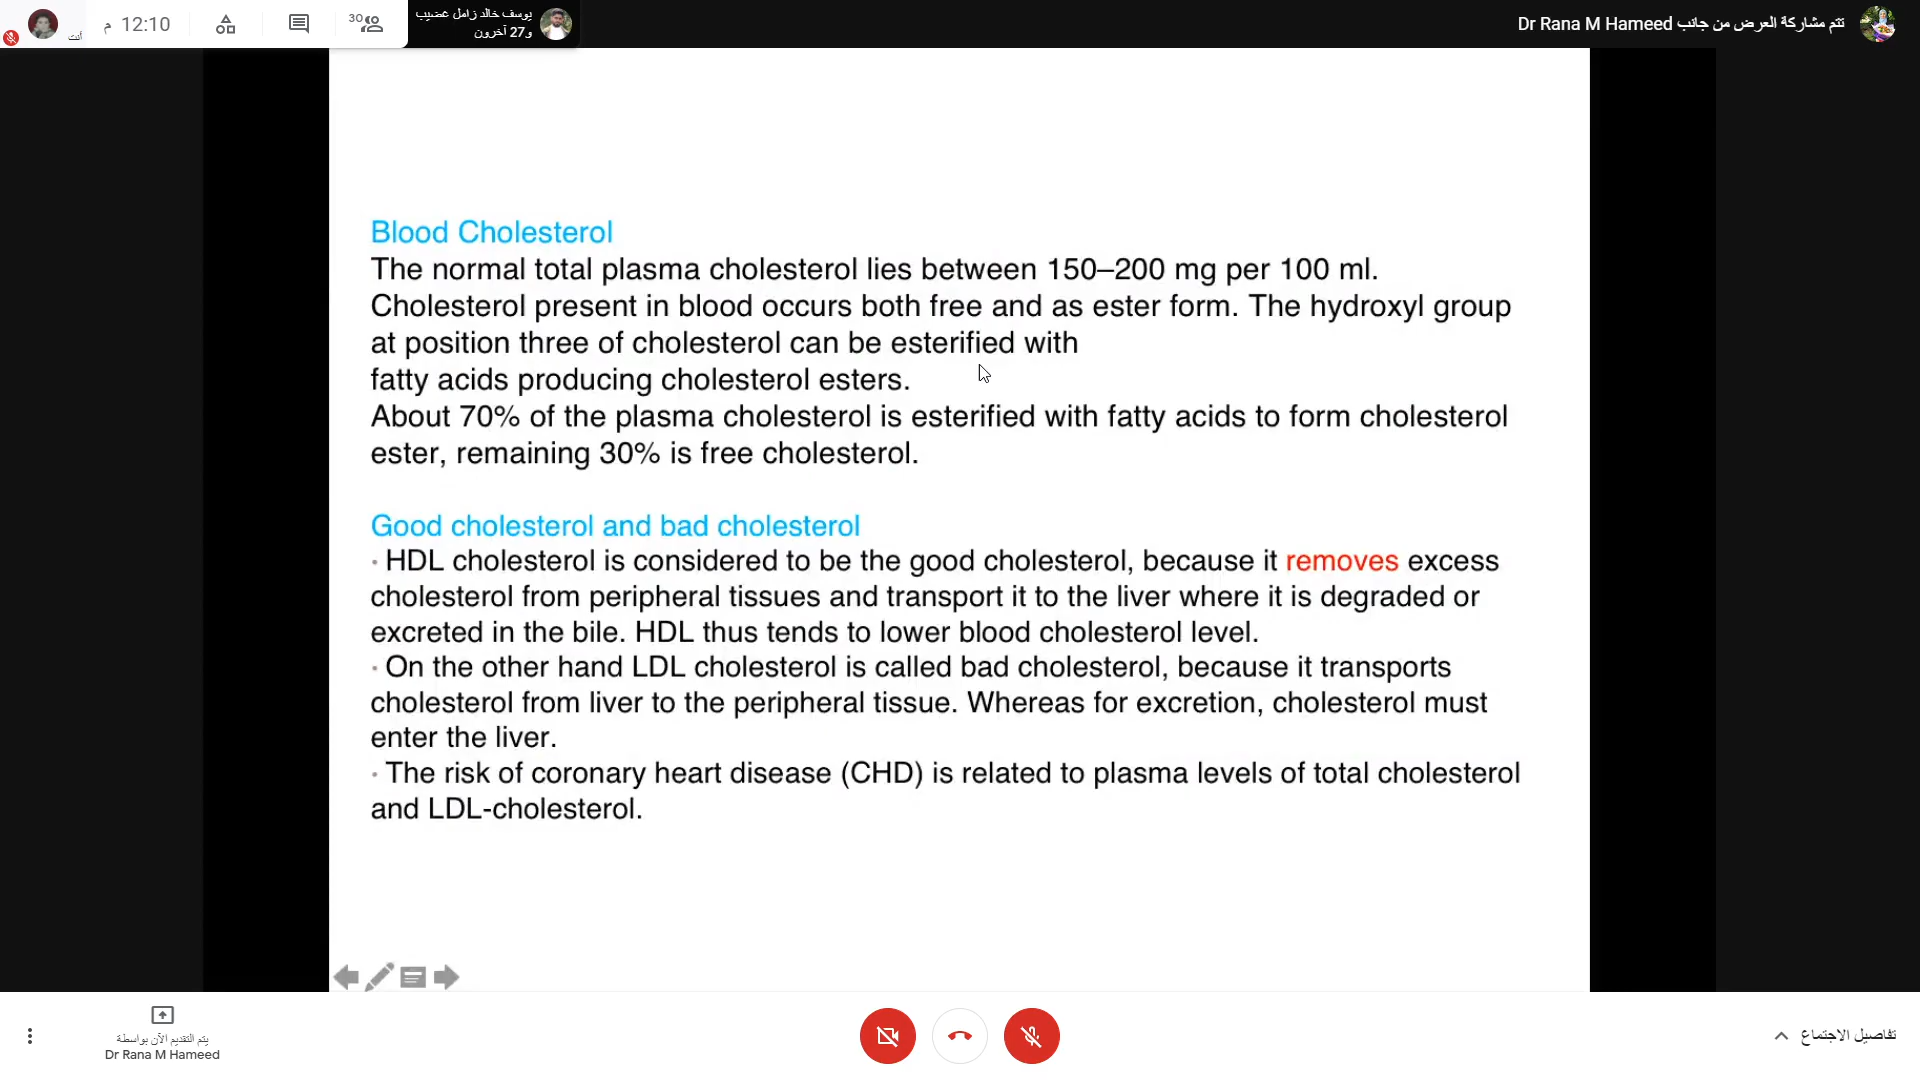 أنت
12:10 م
30
يوسف خالد زامل غضيب
و27 آخرون
تتم مشاركة العرض من جانب Dr Rana M Hameed
Blood Cholesterol
The normal total plasma cholesterol lies between 150–200 mg per 100 ml.
Cholesterol present in blood occurs both free and as ester form. The hydroxyl group
at position three of cholesterol can be esterified with
fatty acids producing cholesterol esters.
About 70% of the plasma cholesterol is esterified with fatty acids to form cholesterol
ester, remaining 30% is free cholesterol.
Good cholesterol and bad cholesterol
· HDL cholesterol is considered to be the good cholesterol, because it removes excess
cholesterol from peripheral tissues and transport it to the liver where it is degraded or
excreted in the bile. HDL thus tends to lower blood cholesterol level.
· On the other hand LDL cholesterol is called bad cholesterol, because it transports
cholesterol from liver to the peripheral tissue. Whereas for excretion, cholesterol must
enter the liver.
· The risk of coronary heart disease (CHD) is related to plasma levels of total cholesterol
and LDL-cholesterol.
يتم التقديم الآن بواسطة
Dr Rana M Hameed
تفاصيل الاجتماع